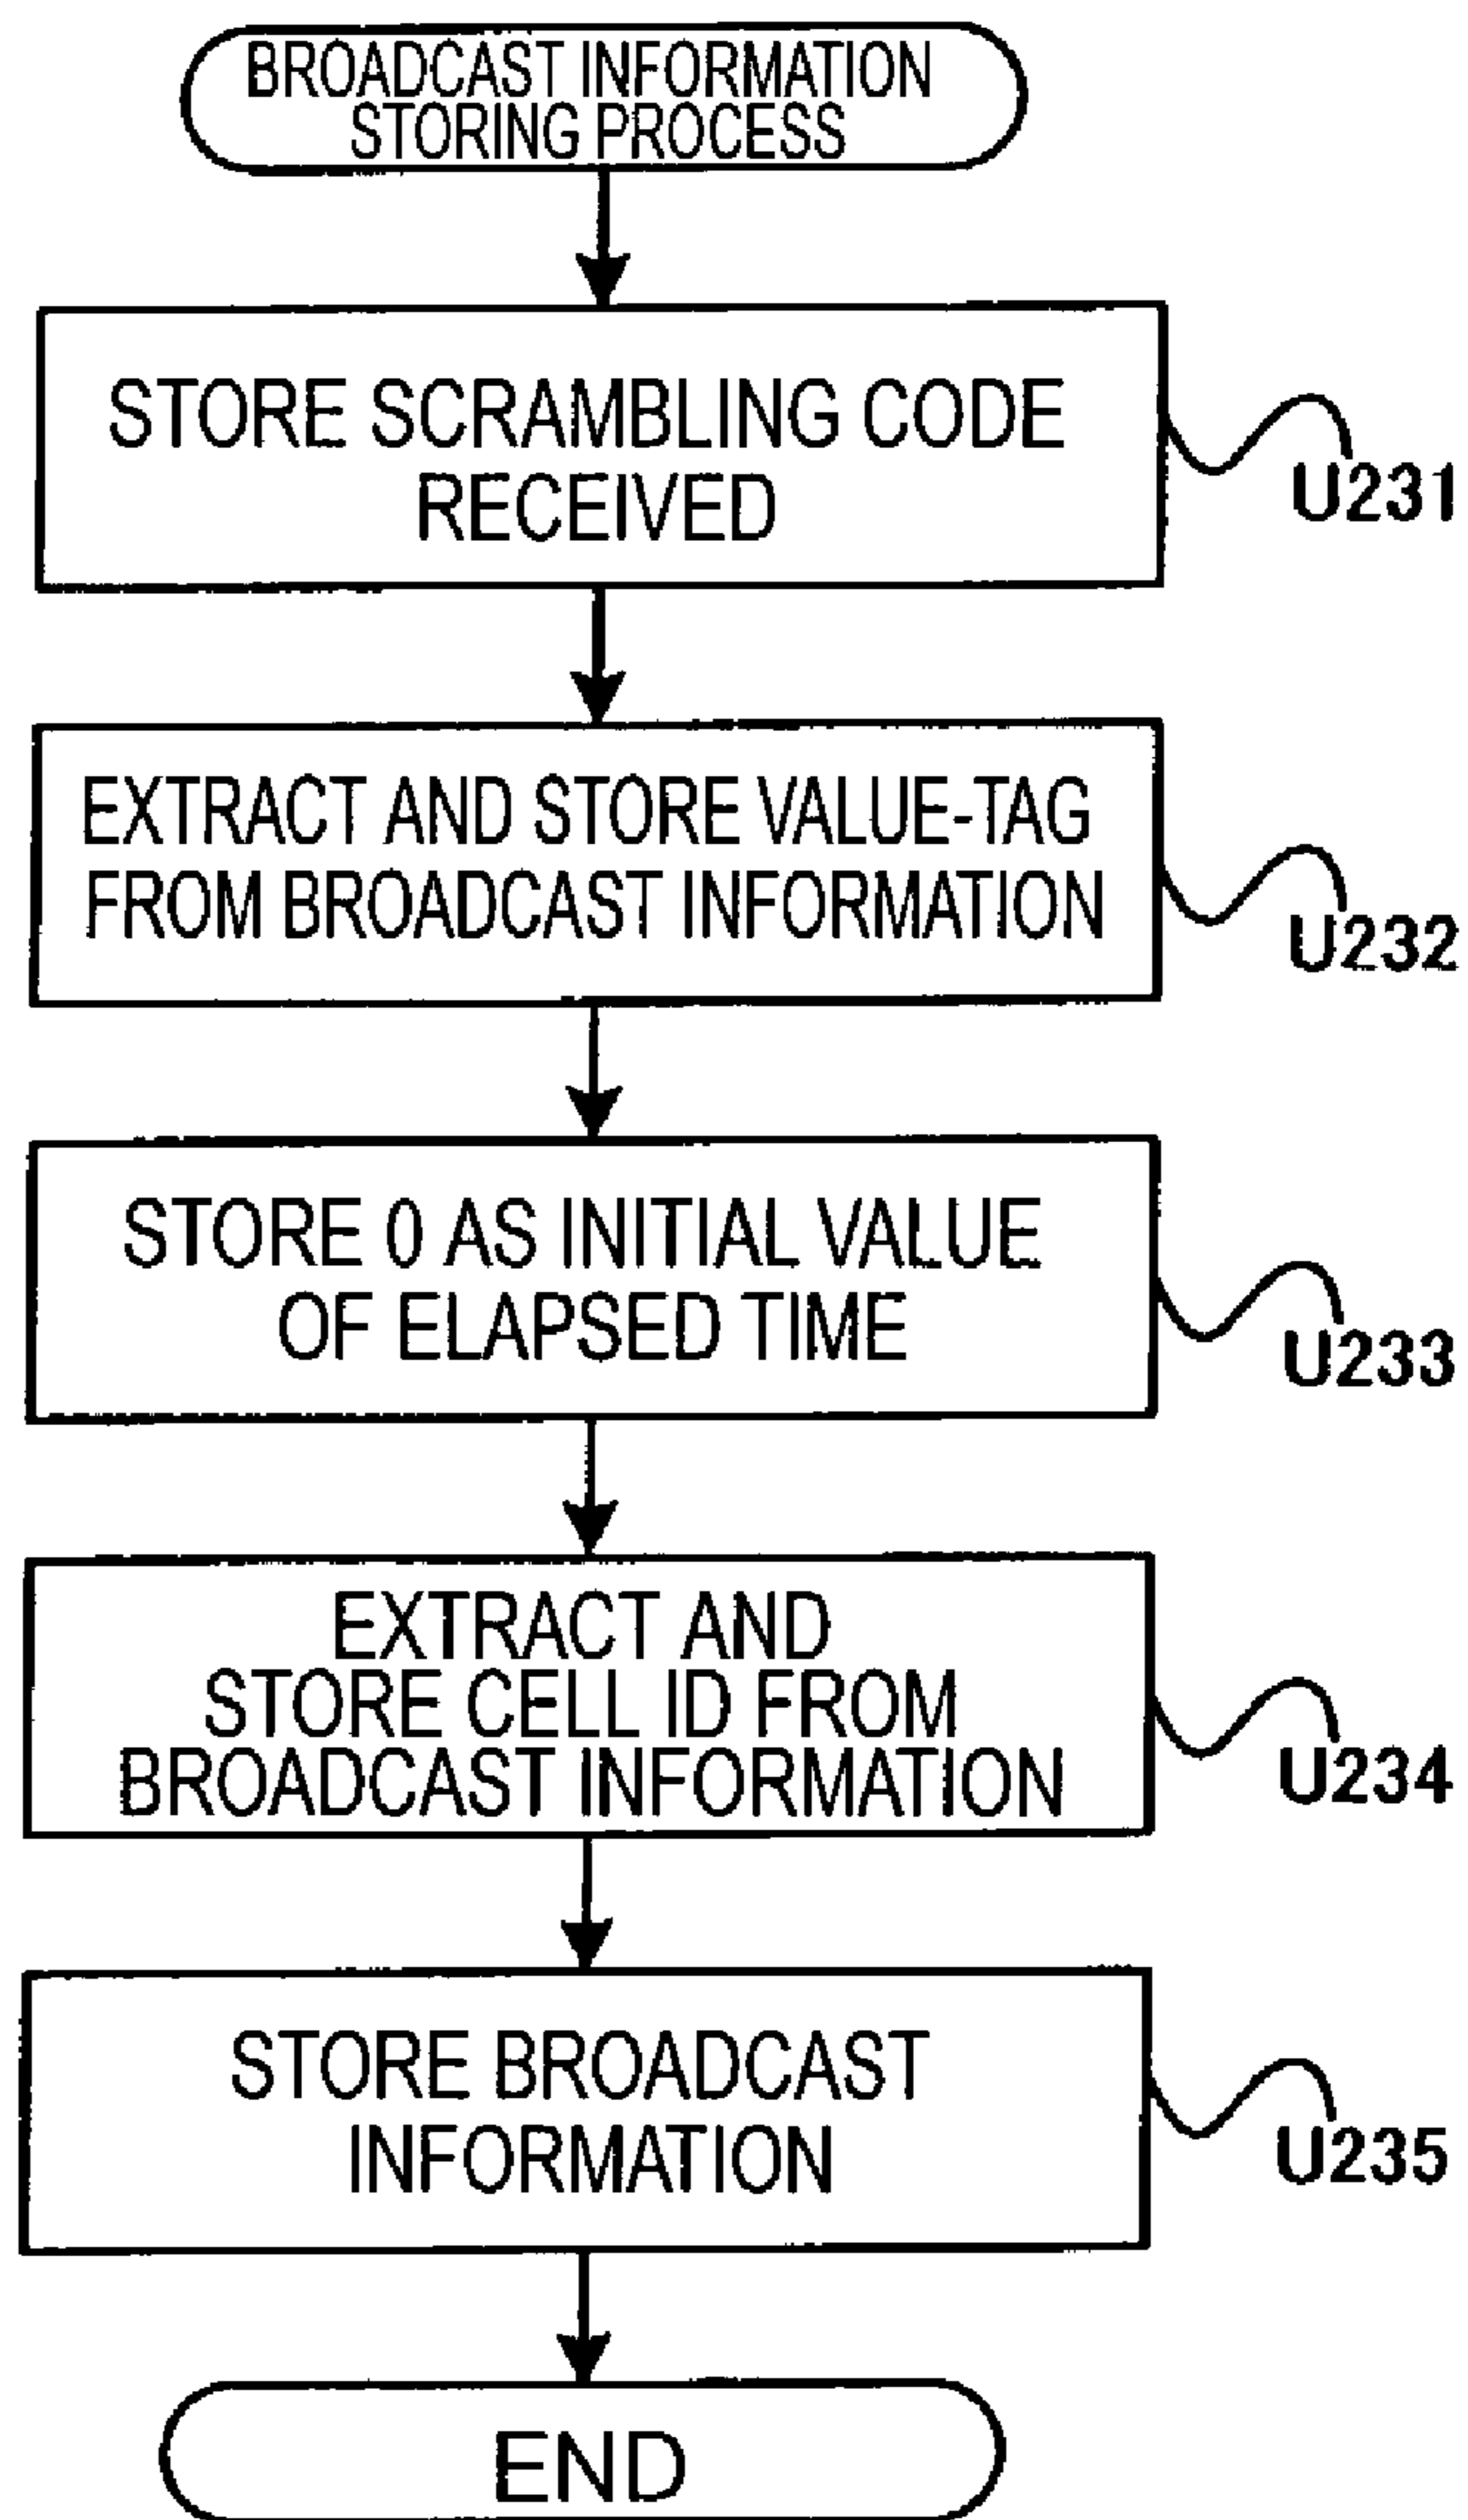 BROADCAST INFORMATION
STORING PROCESS
STORE SCRAMBLING CODE
RECEIVED
U231
EXTRACT AND STORE VALUE-TAG
FROM BROADCAST INFORMATION
U232
STORE 0 AS INITIAL VALUE
OF ELAPSED TIME
U233
EXTRACT AND
STORE CELL ID FROM
BROADCAST INFORMATION
U234
STORE BROADCAST
INFORMATION
U235
END